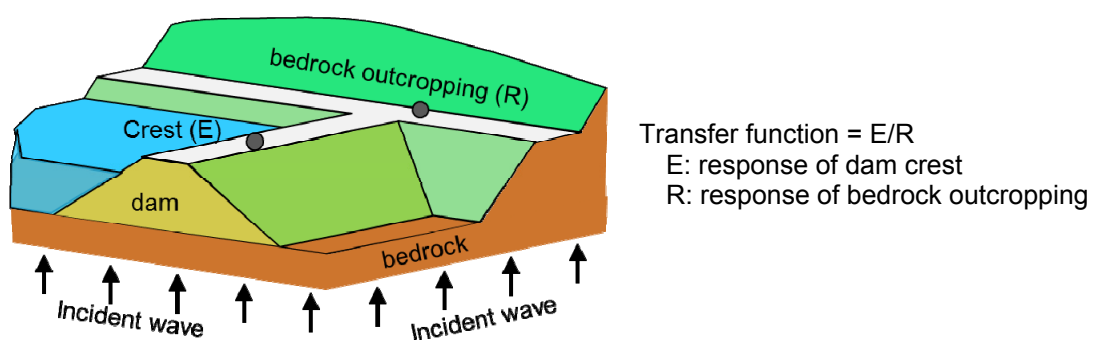 bedrock outcropping (R)
Crest (E)
dam
bedrock
Incident wave
Incident wave
Transfer function = E/R
E: response of dam crest
R: response of bedrock outcropping